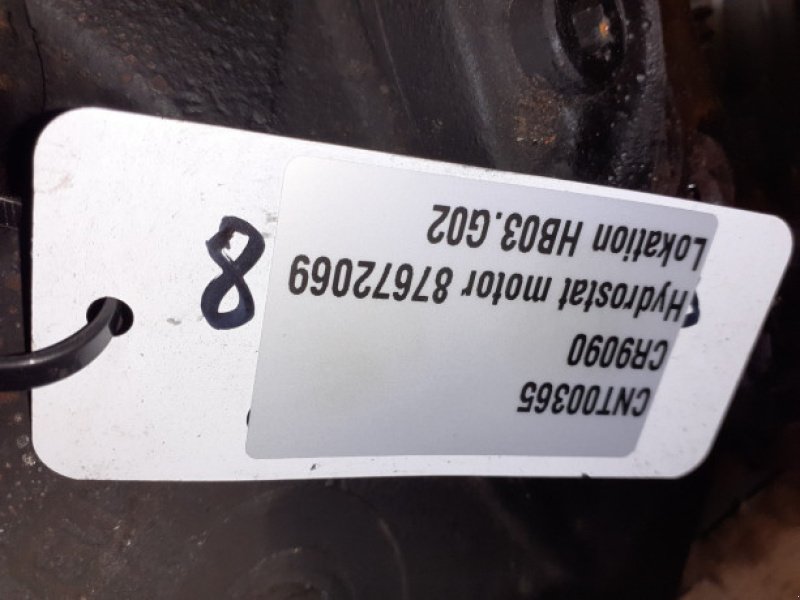 CNT00365
CR9090
Hydrostat motor 87672069
Lokation HB03.G02
8